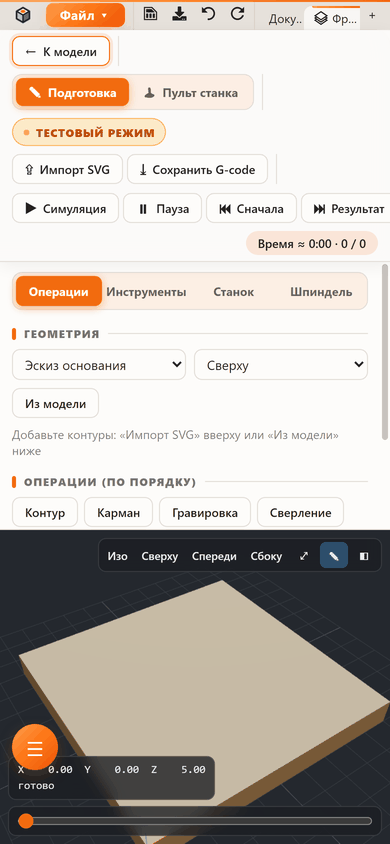 Файл ▾
Доку..
Фр...
+
← К модели
Подготовка
Пульт станка
ТЕСТОВЫЙ РЕЖИМ
Импорт SVG
Сохранить G-code
Симуляция
Пауза
Сначала
Результат
Время ≈ 0:00 · 0 / 0
Операции
Инструменты
Станок
Шпиндель
ГЕОМЕТРИЯ
Эскиз основания
Сверху
Из модели
Добавьте контуры: «Импорт SVG» вверху или «Из модели»
ниже
ОПЕРАЦИИ (ПО ПОРЯДКУ)
Контур
Карман
Гравировка
Сверление
Изо
Сверху
Спереди
Сбоку
X 0.00 Y 0.00 Z 5.00
готово